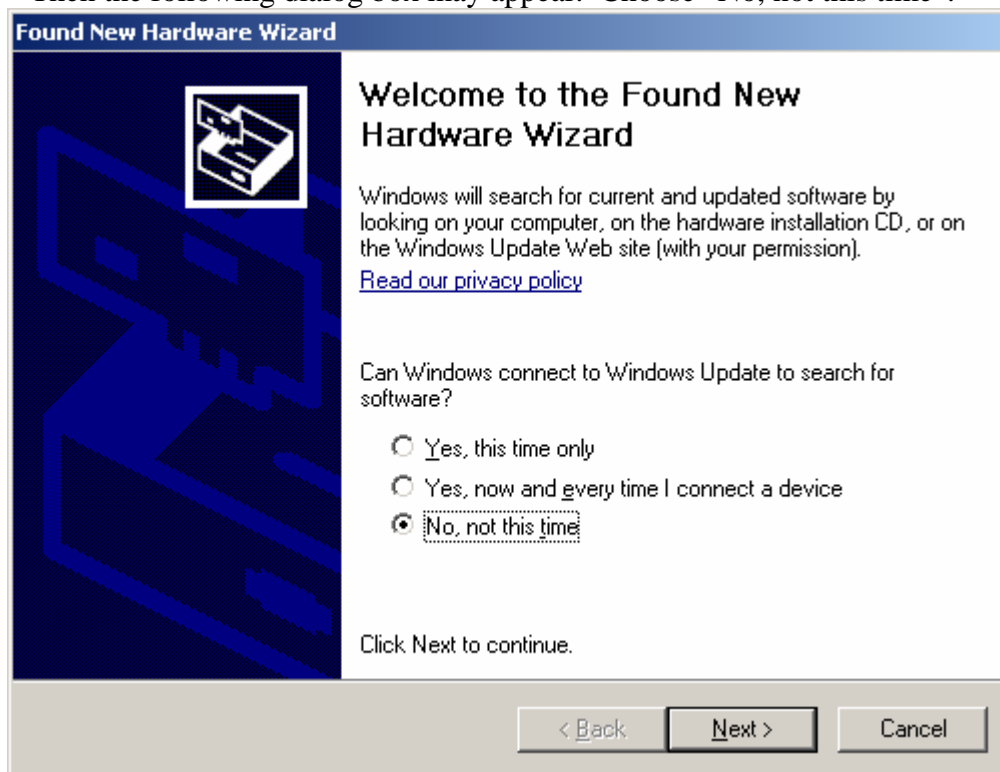 Then the following dialog box may appear. Choose "No, not this time".
Found New Hardware Wizard
Welcome to the Found New
Hardware Wizard
Windows will search for current and updated software by
looking on your computer, on the hardware installation CD, or on
the Windows Update Web site (with your permission).
Read our privacy policy
Can Windows connect to Windows Update to search for
software?
Yes, this time only
Yes, now and every time I connect a device
No, not this time
Click Next to continue.
< Back
Next >
Cancel